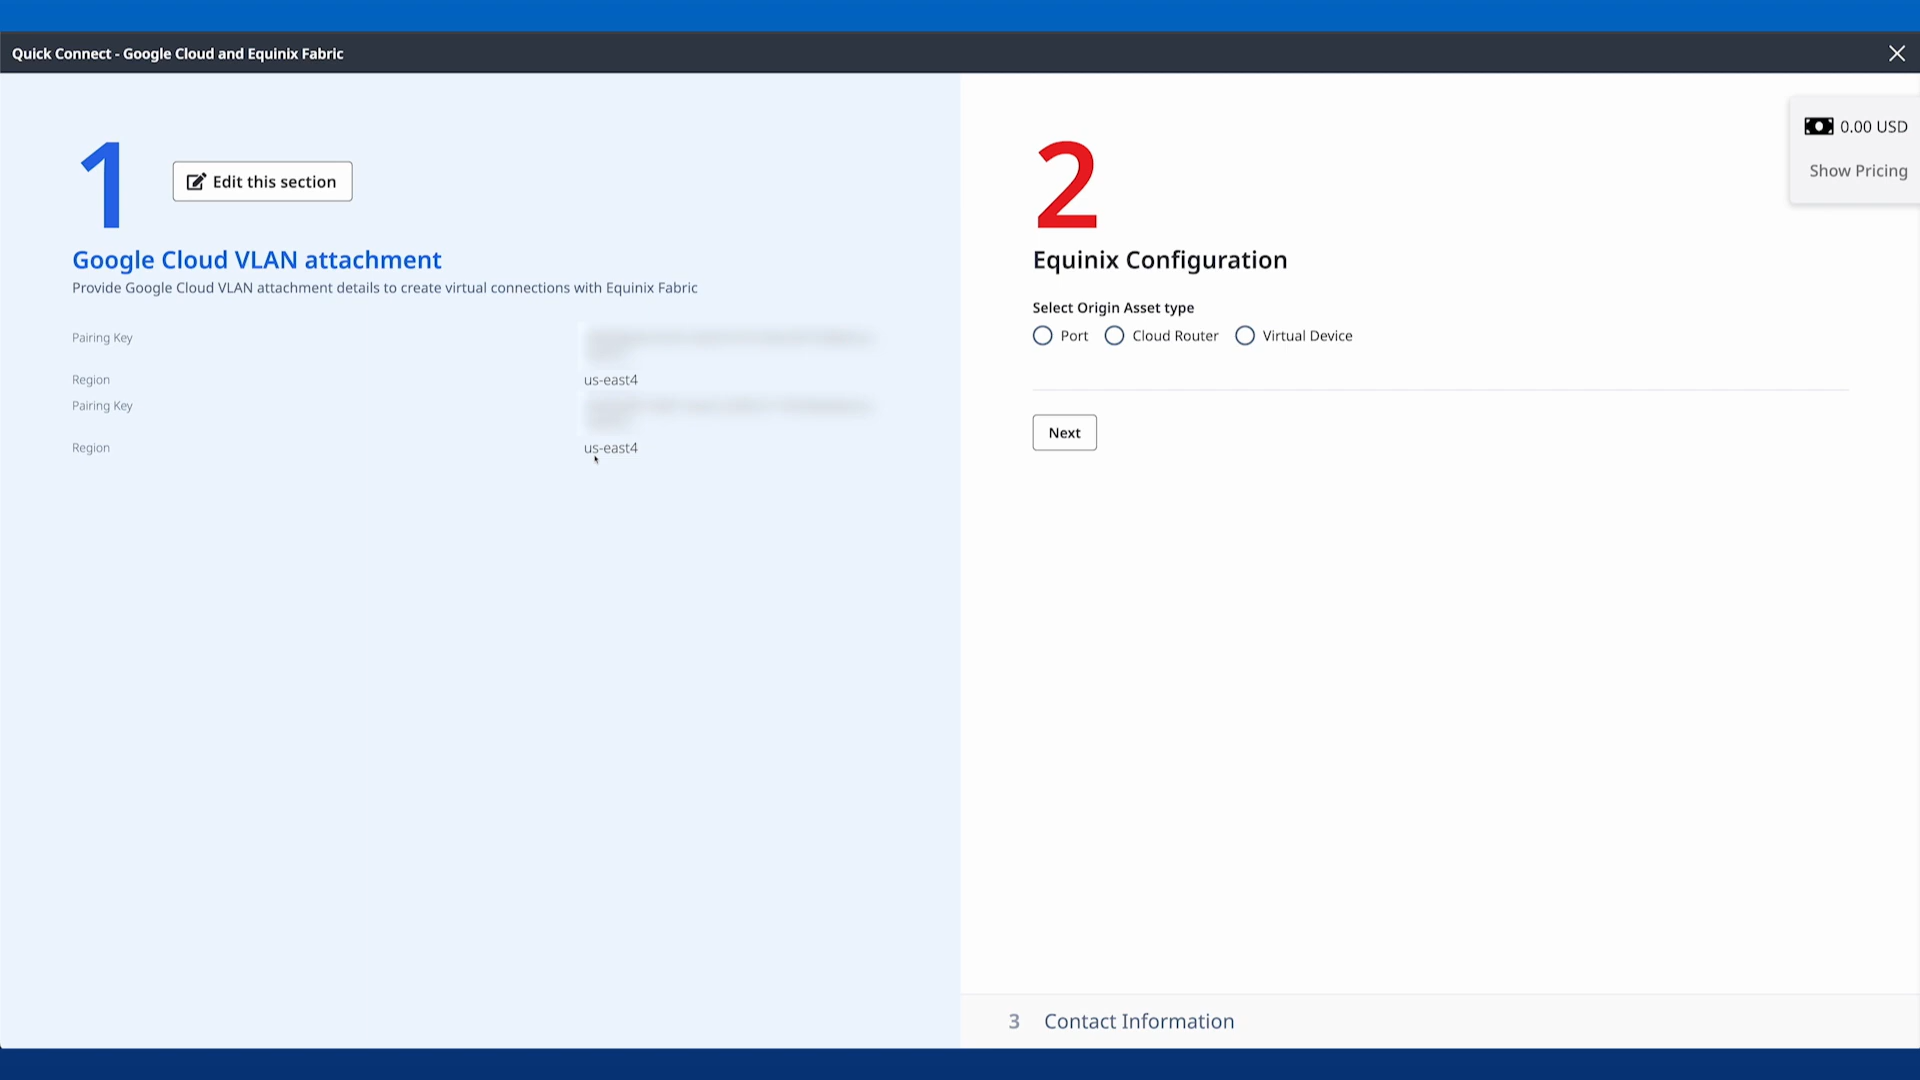 Quick Connect - Google Cloud and Equinix Fabric
1
Edit this section
Google Cloud VLAN attachment
Provide Google Cloud VLAN attachment details to create virtual connections with Equinix Fabric
Pairing Key
Region us-east4
Pairing Key
Region us-east4
2
0.00 USD
Show Pricing
Equinix Configuration
Select Origin Asset type
Port Cloud Router Virtual Device
Next
3 Contact Information